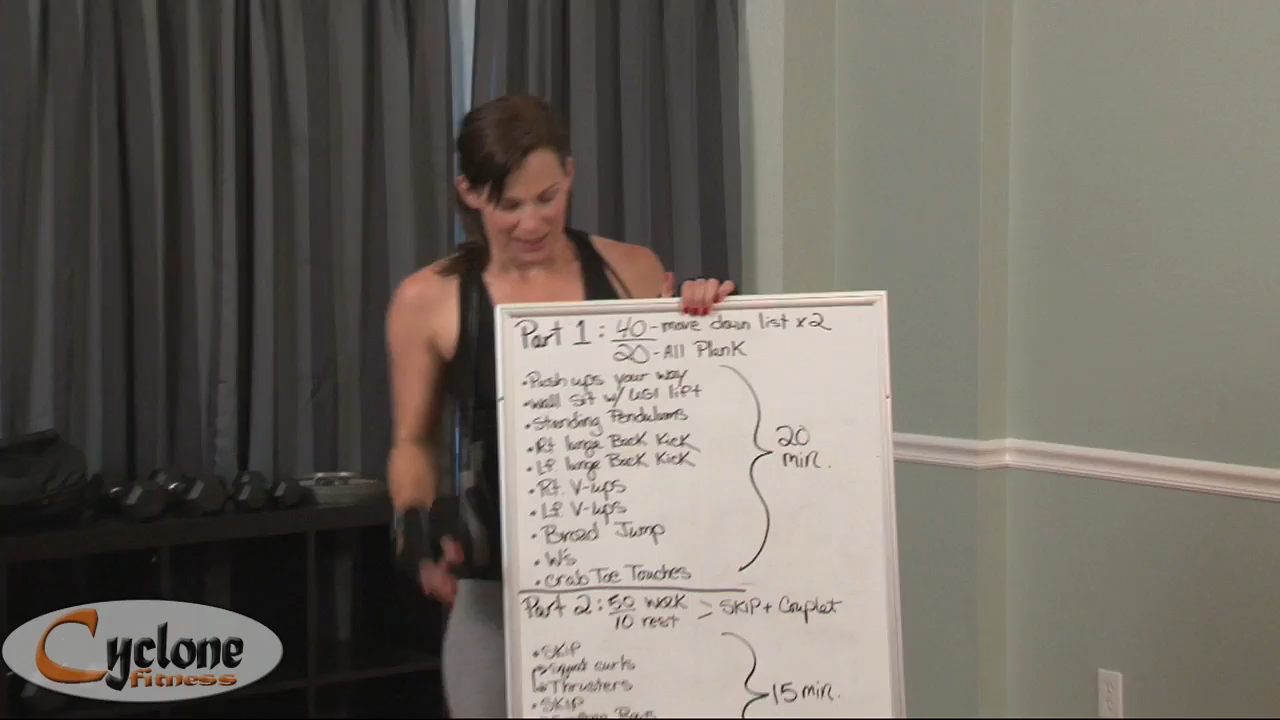 Part 1: 40 - move down list x2
20 - All Plank
• Push ups your way
• Wall sit w/ lift
• Standing Pendulums
• Rt lunge Back Kick
• Lf. lunge Back Kick
• Rt. V-ups
• Lf. V-ups
• Broad Jump
• W's
• Crab Toe Touches
20
min.
Part 2: 50 work
10 rest
SKIP + Couplet
• SKIP
curls
Thrusters
• SKIP
15 min.
Cyclone
fitness